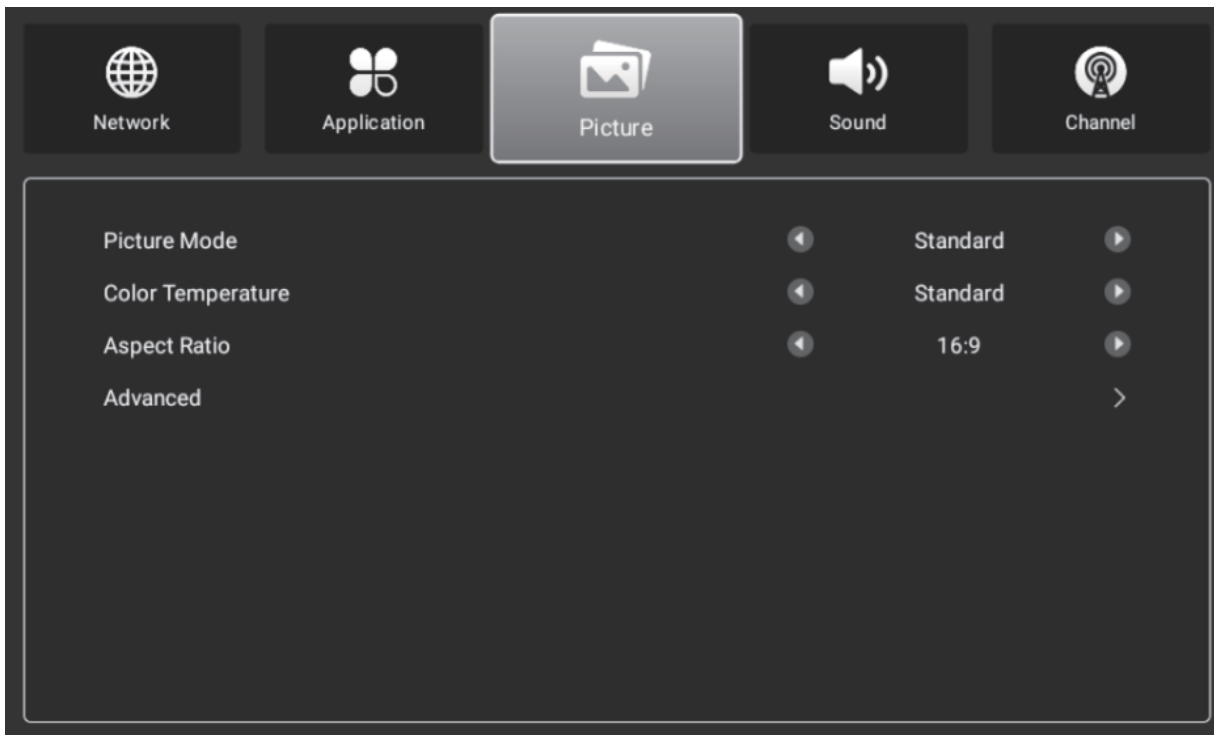 Network Application Picture Sound Channel
Picture Mode Standard
Color Temperature Standard
Aspect Ratio 16:9
Advanced